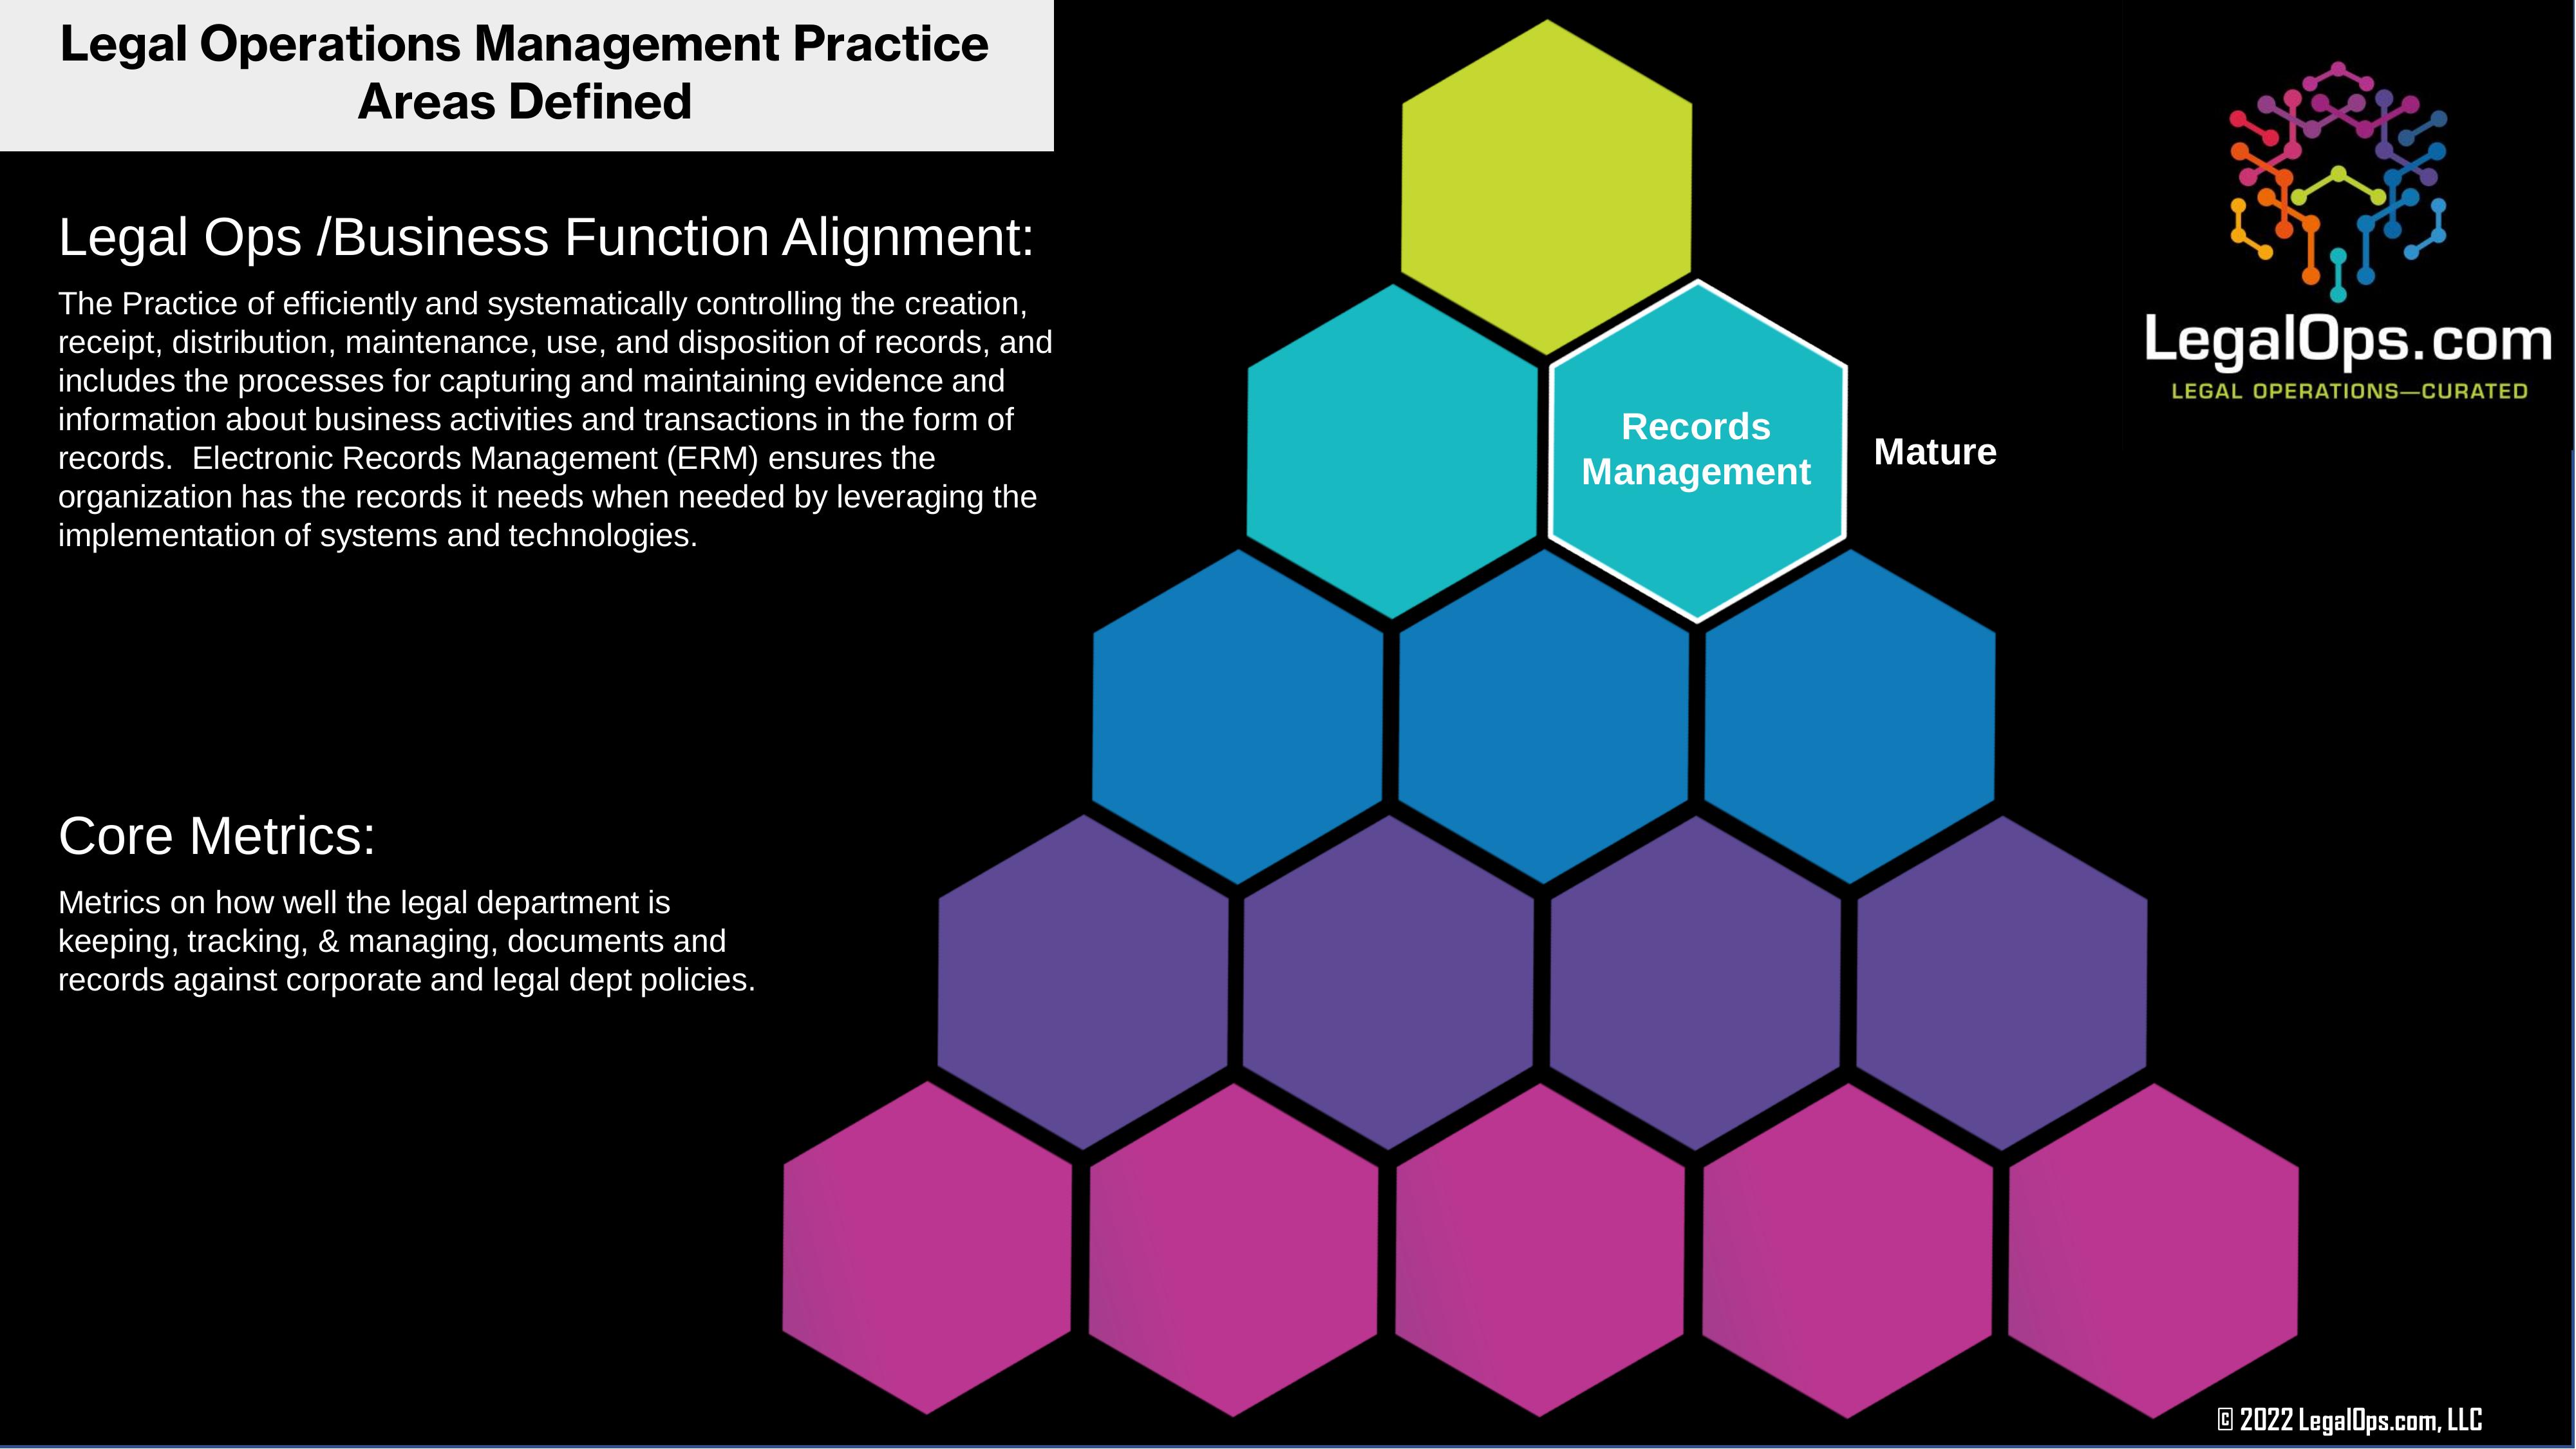 Legal Operations Management Practice
Areas Defined
Legal Ops /Business Function Alignment:
The Practice of efficiently and systematically controlling the creation,
receipt, distribution, maintenance, use, and disposition of records, and
includes the processes for capturing and maintaining evidence and
information about business activities and transactions in the form of
records.  Electronic Records Management (ERM) ensures the
organization has the records it needs when needed by leveraging the
implementation of systems and technologies.
Core Metrics:
Metrics on how well the legal department is
keeping, tracking, & managing, documents and
records against corporate and legal dept policies.
Records
Management
Mature
LegalOps.com
LEGAL OPERATIONS—CURATED
© 2022 LegalOps.com, LLC